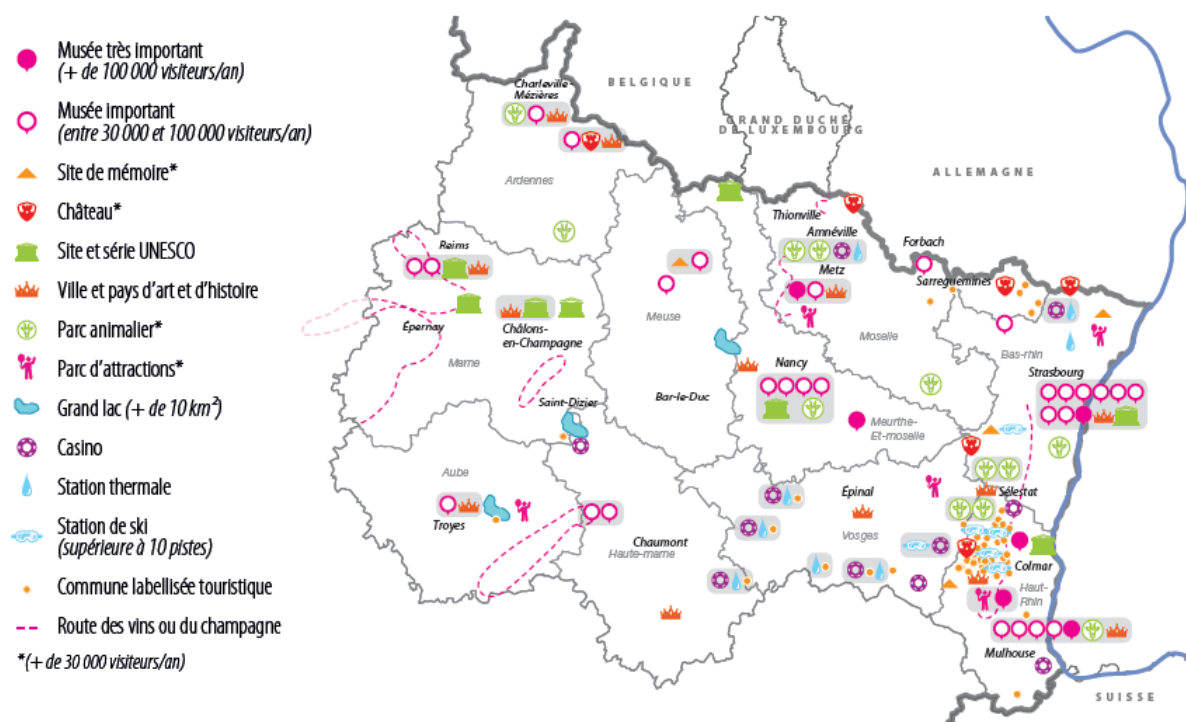 Musée très important
(+ de 100 000 visiteurs/an)
Musée important
(entre 30 000 et 100 000 visiteurs/an)
Site de mémoire*
Château*
Site et série UNESCO
Ville et pays d'art et d'histoire
Parc animalier*
Parc d'attractions*
Grand lac (+ de 10 km²)
Casino
Station thermale
Station de ski
(supérieure à 10 pistes)
Commune labellisée touristique
Route des vins ou du champagne
*(+ de 30 000 visiteurs/an)
BELGIQUE
Charleville-
Mézières
GRAND DUCHÉ
DE LUXEMBOURG
ALLEMAGNE
Ardennes
Thionville
Amnéville
Forbach
Reims
Metz
Sarreguemines
Épernay
Châlons-
en-Champagne
Meuse
Moselle
Bas-rhin
Marne
Nancy
Strasbourg
Saint-Dizier
Bar-le-Duc
Meurthe-
Et-moselle
Aube
Épinal
Sélestat
Troyes
Chaumont
Vosges
Haute-marne
Colmar
Haut-
Rhin
Mulhouse
SUISSE